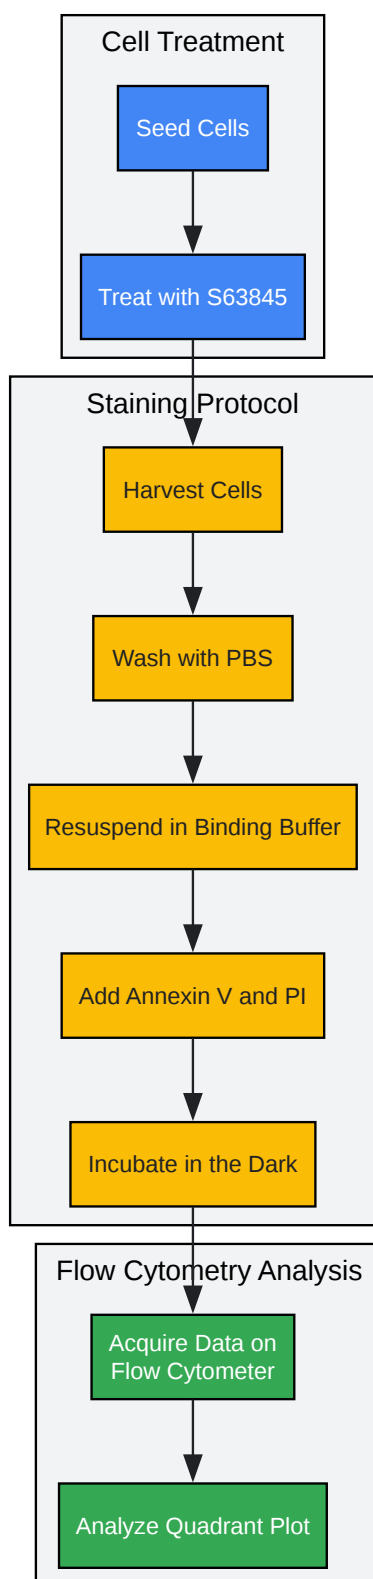 Cell Treatment
Seed Cells
Treat with S63845
Staining Protocol
Harvest Cells
Wash with PBS
Resuspend in Binding Buffer
Add Annexin V and PI
Incubate in the Dark
Flow Cytometry Analysis
Acquire Data on
Flow Cytometer
Analyze Quadrant Plot